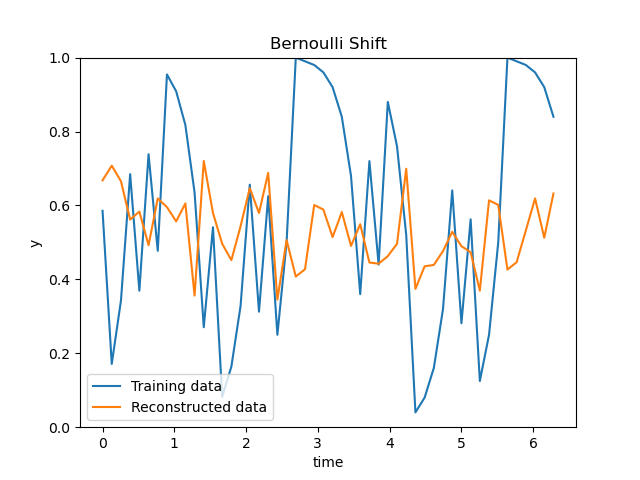 Bernoulli Shift
y
1.0
0.8
0.6
0.4
0.2
0.0
Training data
Reconstructed data
0 1 2 3 4 5 6
time